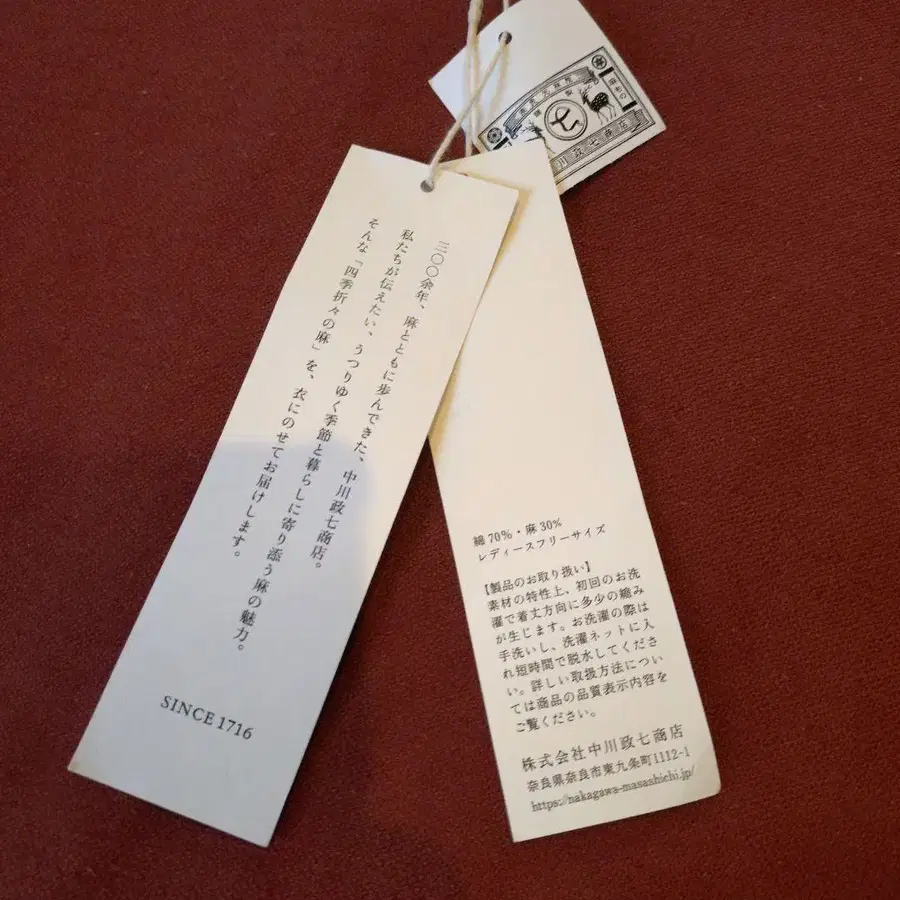 三〇〇余年、麻とともに歩んできた、中川政七商店。
私たちが伝えたい、うつりゆく季節と暮らしに寄り添う麻の魅力。
そんな「四季折々の麻」を、衣にのせてお届けします。
SINCE 1716
綿70%・麻30%
レディースフリーサイズ
【製品のお取り扱い】
素材の特性上、初回のお洗
濯で着丈方向に多少の縮み
が生じます。お洗濯の際は
手洗いし、洗濯ネットに入
れ短時間で脱水してくださ
い。詳しい取扱方法につい
ては商品の品質表示内容を
ご覧ください。
株式会社中川政七商店
奈良県奈良市東九条町1112-1
https://nakagawa-masashichi.jp/
七
川政七商店